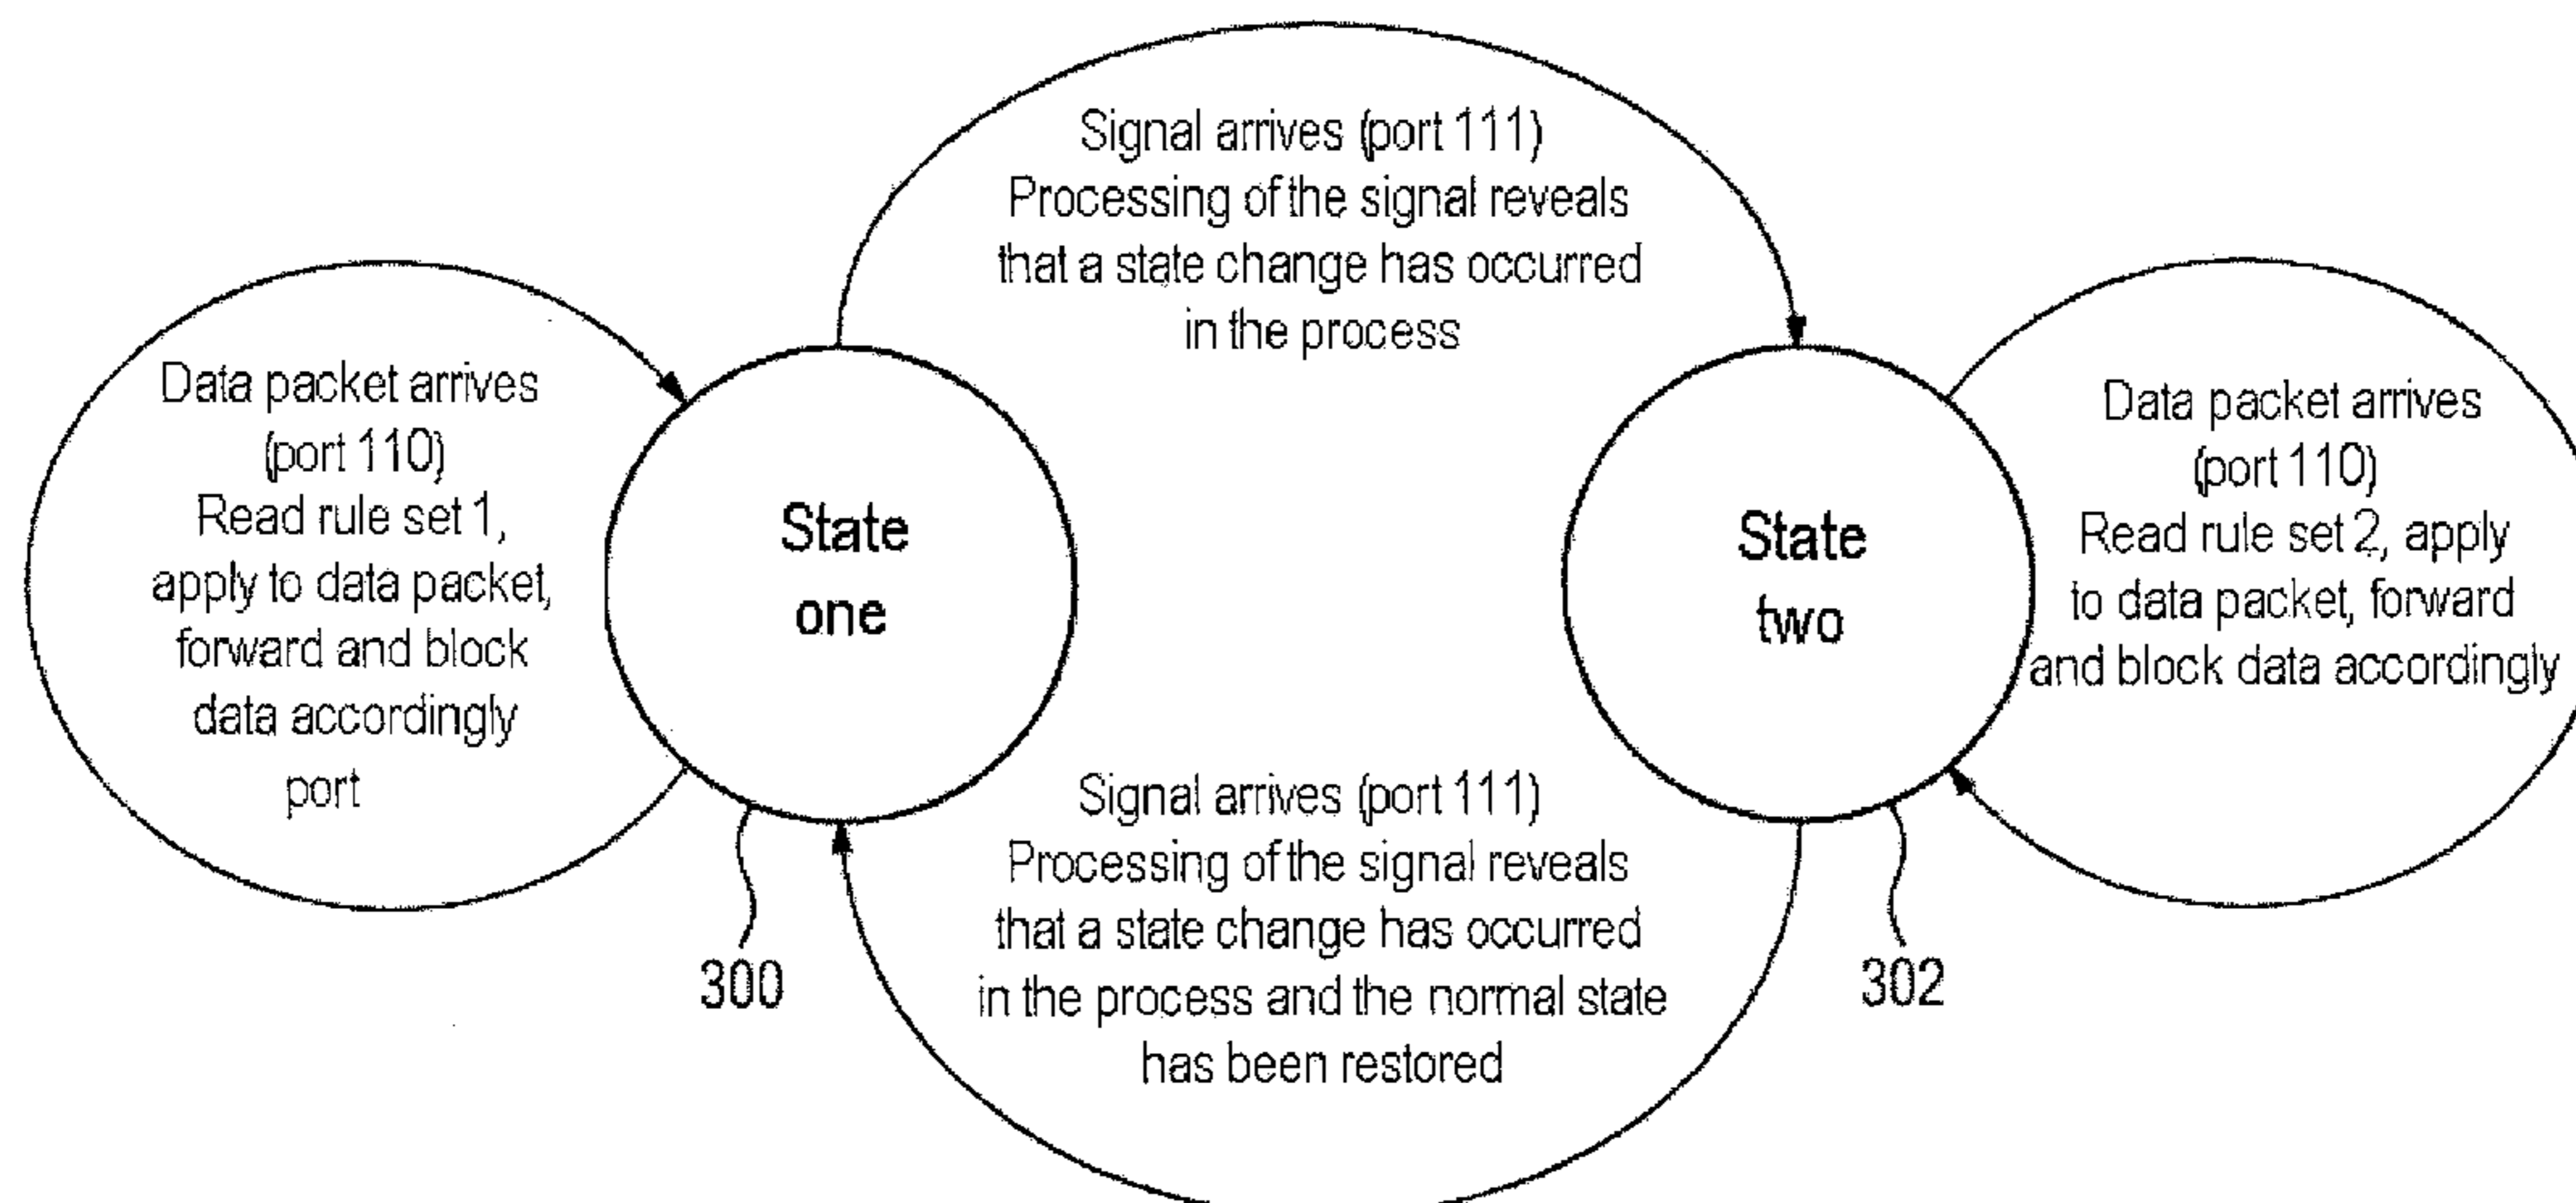 Signal arrives (port 111)
Processing of the signal reveals
that a state change has occurred
in the process
Data packet arrives
(port 110)
Read rule set 1,
apply to data packet,
forward and block
data accordingly
port
State
one
State
two
Data packet arrives
(port 110)
Read rule set 2, apply
to data packet, forward
and block data accordingly
Signal arrives (port 111)
Processing of the signal reveals
that a state change has occurred
in the process and the normal state
has been restored
300
302